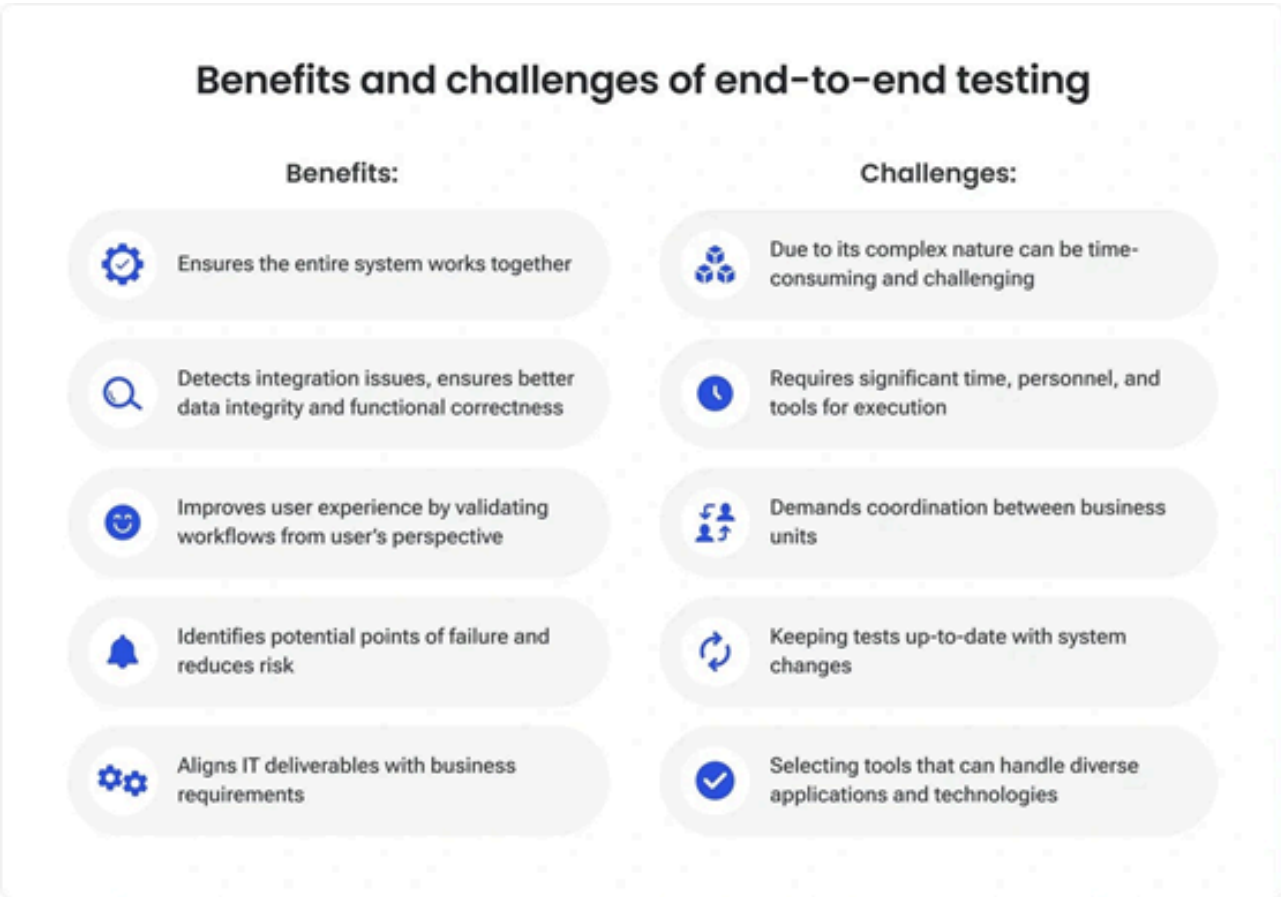 Benefits and challenges of end-to-end testing
Benefits:
Ensures the entire system works together
Detects integration issues, ensures better
data integrity and functional correctness
Improves user experience by validating
workflows from user's perspective
Identifies potential points of failure and
reduces risk
Aligns IT deliverables with business
requirements
Challenges:
Due to its complex nature can be time-
consuming and challenging
Requires significant time, personnel, and
tools for execution
Demands coordination between business
units
Keeping tests up-to-date with system
changes
Selecting tools that can handle diverse
applications and technologies